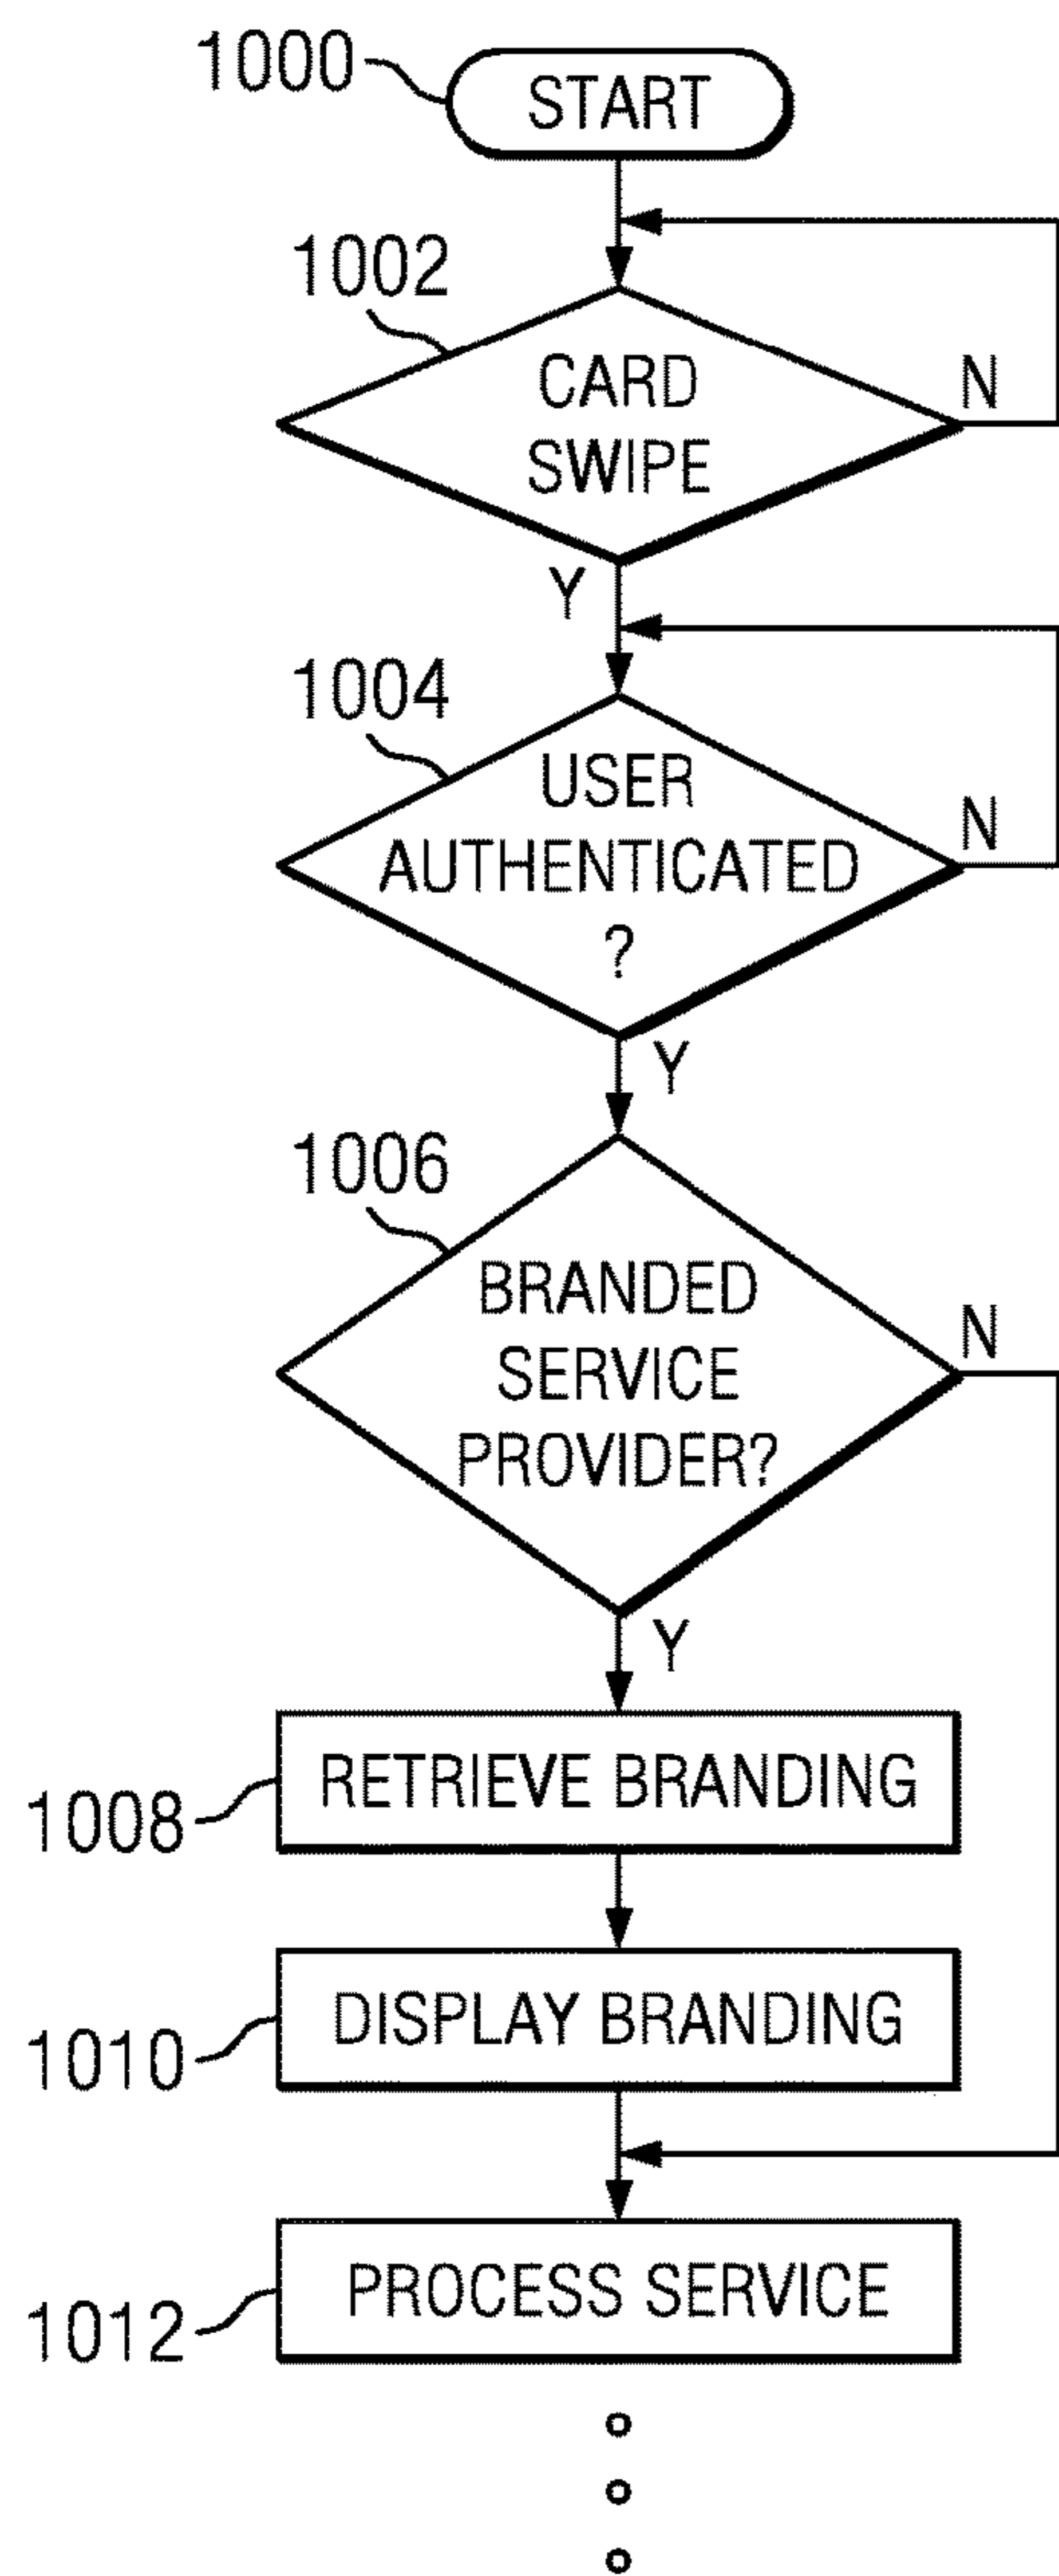 1000
START
1002
CARD
SWIPE
N
Y
1004
USER
AUTHENTICATED
?
N
Y
1006
BRANDED
SERVICE
PROVIDER?
N
Y
RETRIEVE BRANDING
1008
DISPLAY BRANDING
1010
PROCESS SERVICE
1012